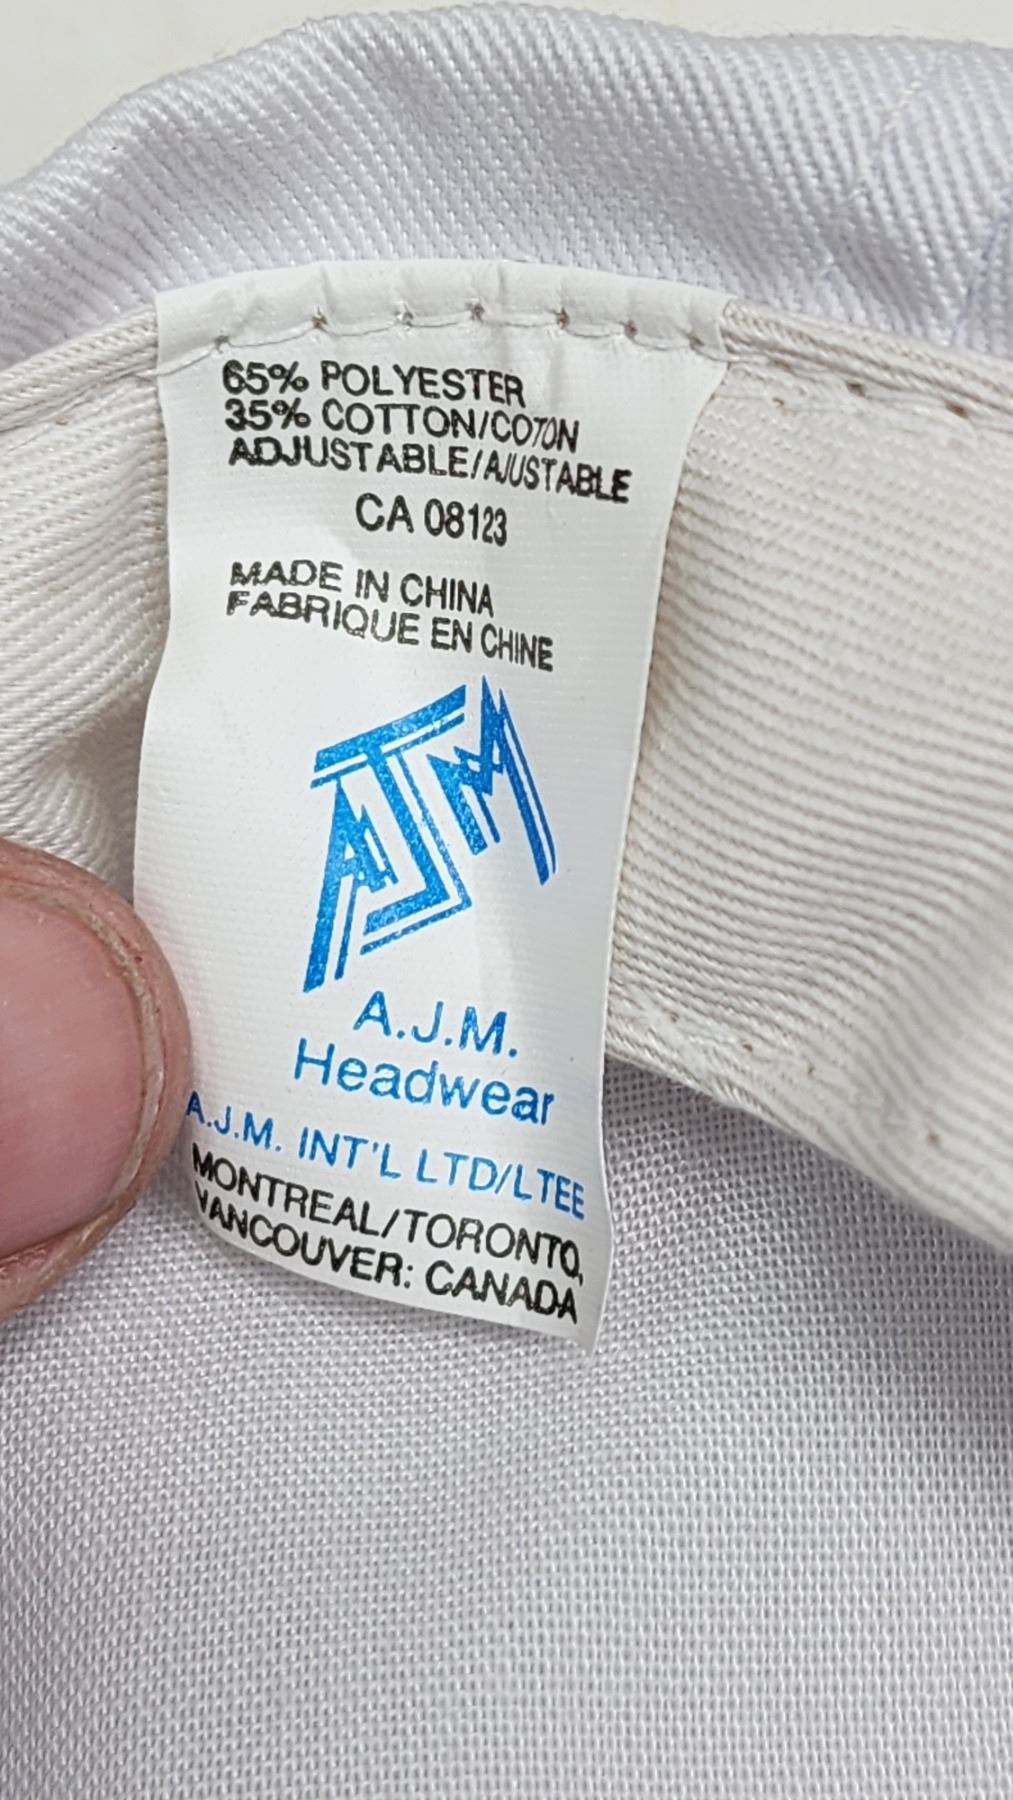 65% POLYESTER
35% COTTON/COTON
ADJUSTABLE/AJUSTABLE
CA 08123
MADE IN CHINA
FABRIQUE EN CHINE
AJM
A.J.M.
Headwear
A.J.M. INT'L LTD/LTEE
MONTREAL/TORONTO,
VANCOUVER: CANADA